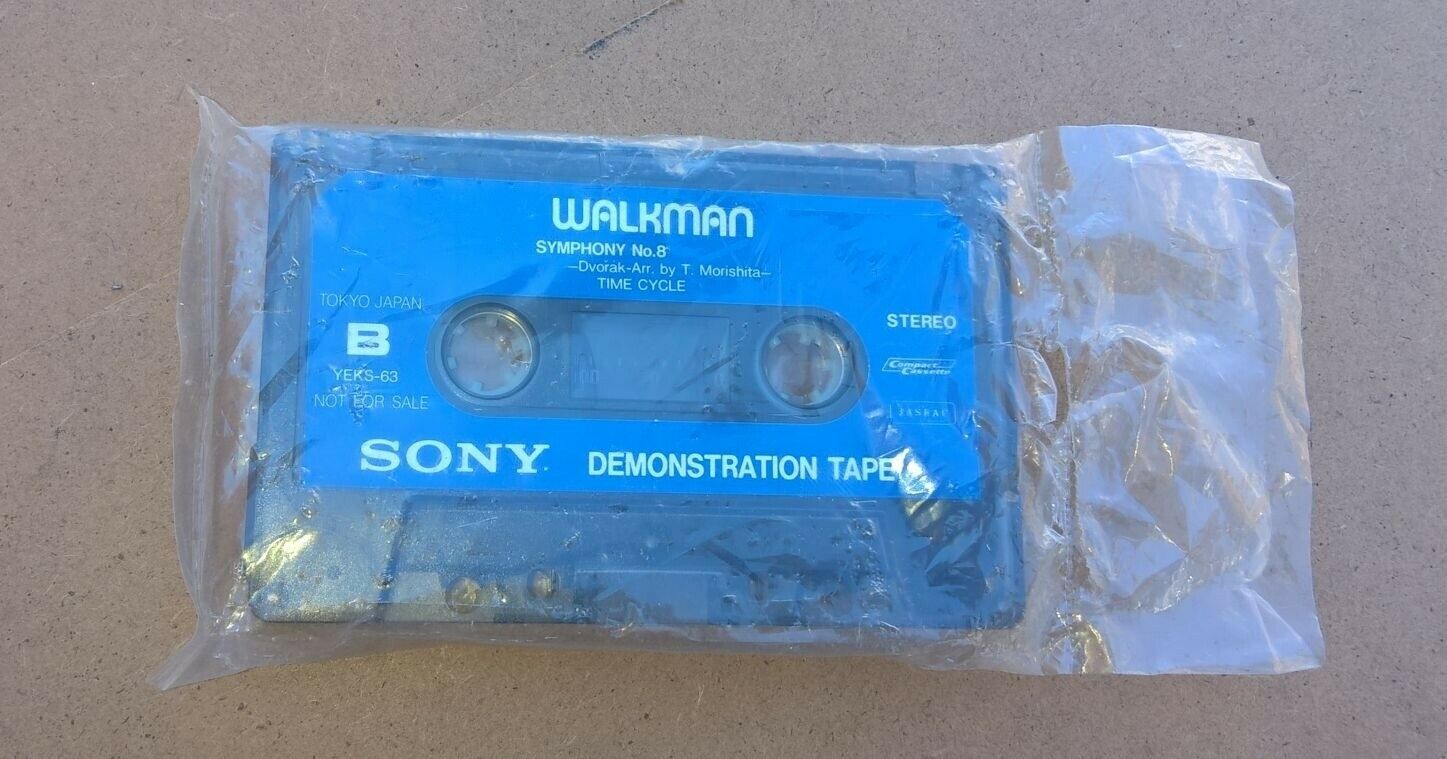 WALKMAN
SYMPHONY No.8
—Dvorak-Arr. by T. Morishita—
TIME CYCLE
TOKYO JAPAN
B
YEKS-63
NOT FOR SALE
STEREO
Compact Cassette
JASRAC
SONY
DEMONSTRATION TAPE